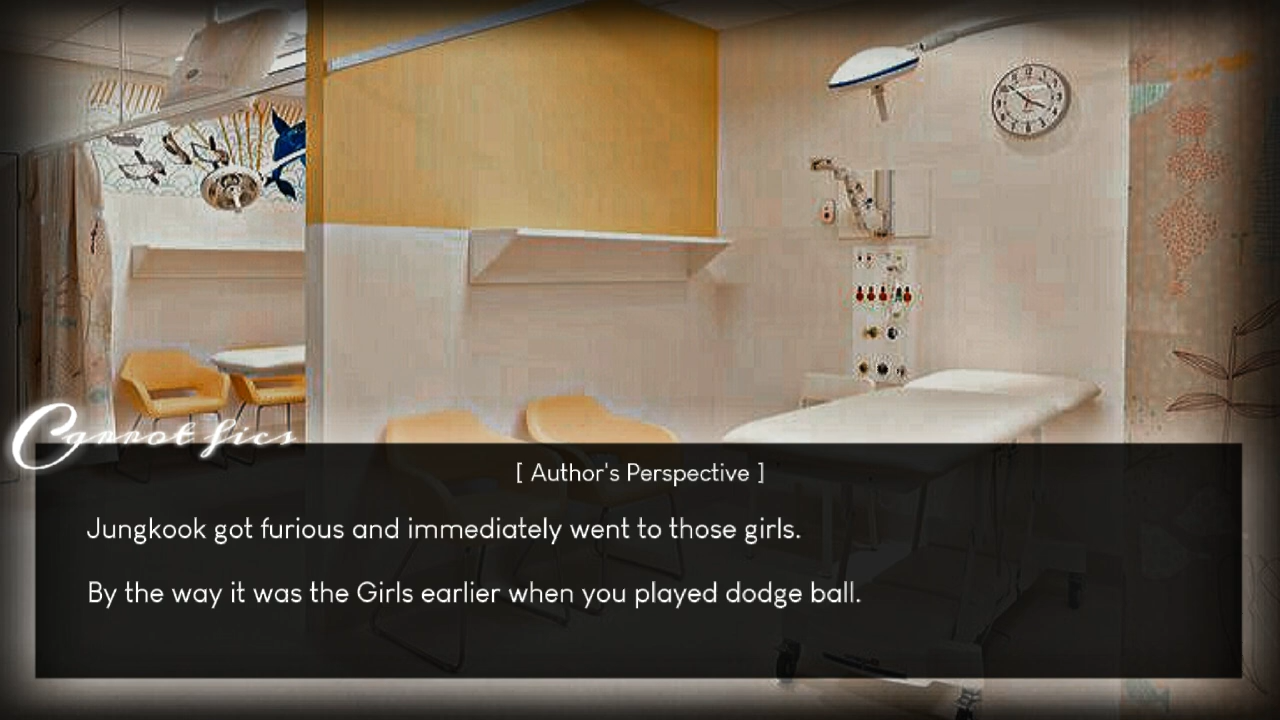 Carrot fics
[ Author's Perspective ]
Jungkook got furious and immediately went to those girls.
By the way it was the Girls earlier when you played dodge ball.